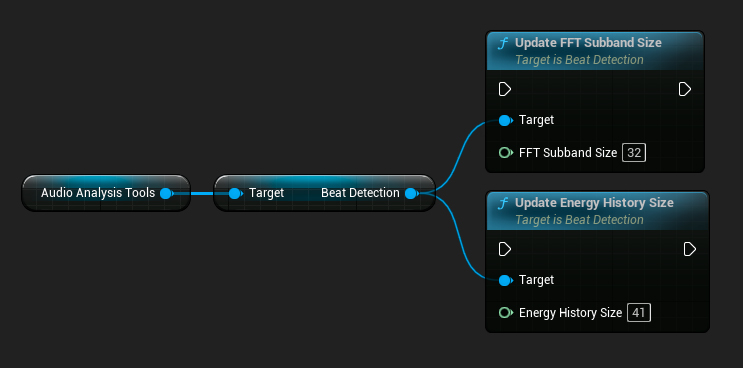 Update FFT Subband Size
Target is Beat Detection
Target
FFT Subband Size 32
Audio Analysis Tools
Target Beat Detection
Update Energy History Size
Target is Beat Detection
Target
Energy History Size 41